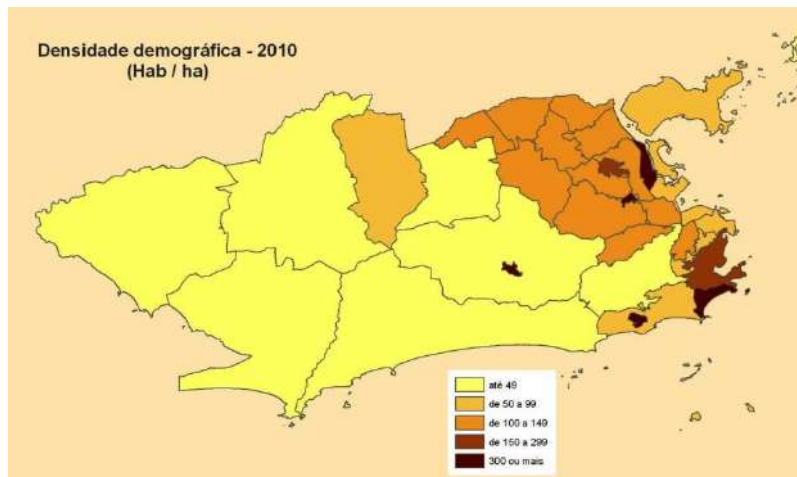 Densidade demográfica - 2010
(Hab / ha)
até 49
de 50 a 99
de 100 a 149
de 150 a 299
300 ou mais